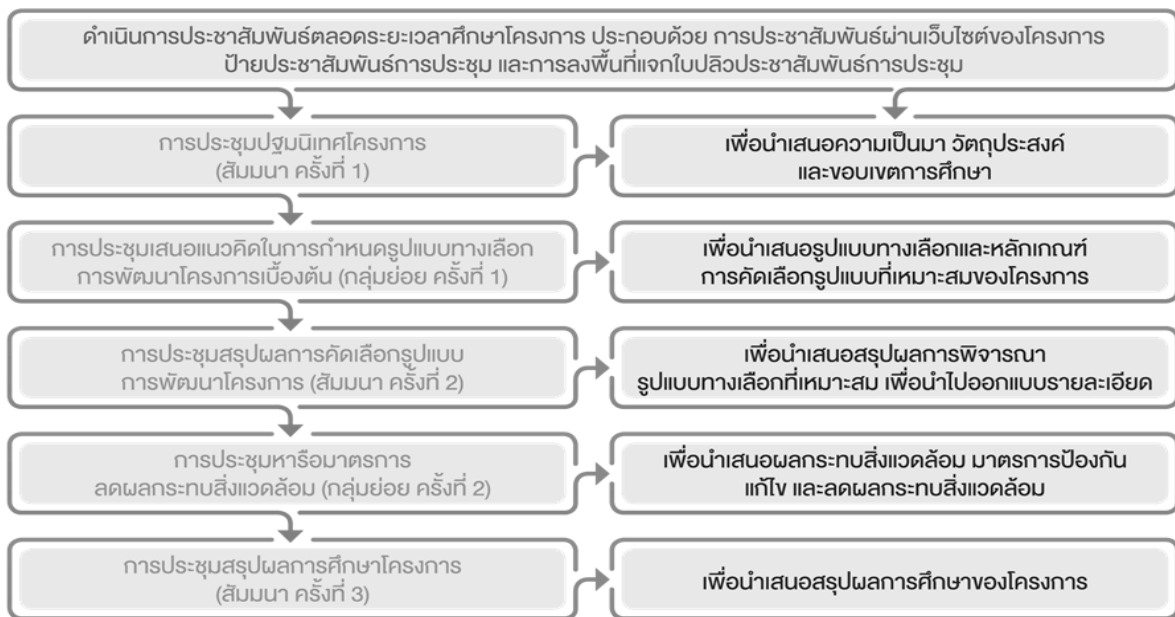 ดำเนินการประชาสัมพันธ์ตลอดระยะเวลาศึกษาโครงการ ประกอบด้วย การประชาสัมพันธ์ผ่านเว็บไซต์ของโครงการ
ป้ายประชาสัมพันธ์การประชุม และการลงพื้นที่แจกใบปลิวประชาสัมพันธ์การประชุม
การประชุมปฐมนิเทศโครงการ
(สัมมนา ครั้งที่ 1)
เพื่อนำเสนอความเป็นมา วัตถุประสงค์
และขอบเขตการศึกษา
การประชุมเสนอแนวคิดในการกำหนดรูปแบบทางเลือก
การพัฒนาโครงการเบื้องต้น (กลุ่มย่อย ครั้งที่ 1)
เพื่อนำเสนอรูปแบบทางเลือกและหลักเกณฑ์
การคัดเลือกรูปแบบที่เหมาะสมของโครงการ
การประชุมสรุปผลการคัดเลือกรูปแบบ
การพัฒนาโครงการ (สัมมนา ครั้งที่ 2)
เพื่อนำเสนอสรุปผลการพิจารณา
รูปแบบทางเลือกที่เหมาะสม เพื่อนำไปออกแบบรายละเอียด
การประชุมหารือมาตรการ
ลดผลกระทบสิ่งแวดล้อม (กลุ่มย่อย ครั้งที่ 2)
เพื่อนำเสนอผลกระทบสิ่งแวดล้อม มาตรการป้องกัน
แก้ไข และลดผลกระทบสิ่งแวดล้อม
การประชุมสรุปผลการศึกษาโครงการ
(สัมมนา ครั้งที่ 3)
เพื่อนำเสนอสรุปผลการศึกษาของโครงการ